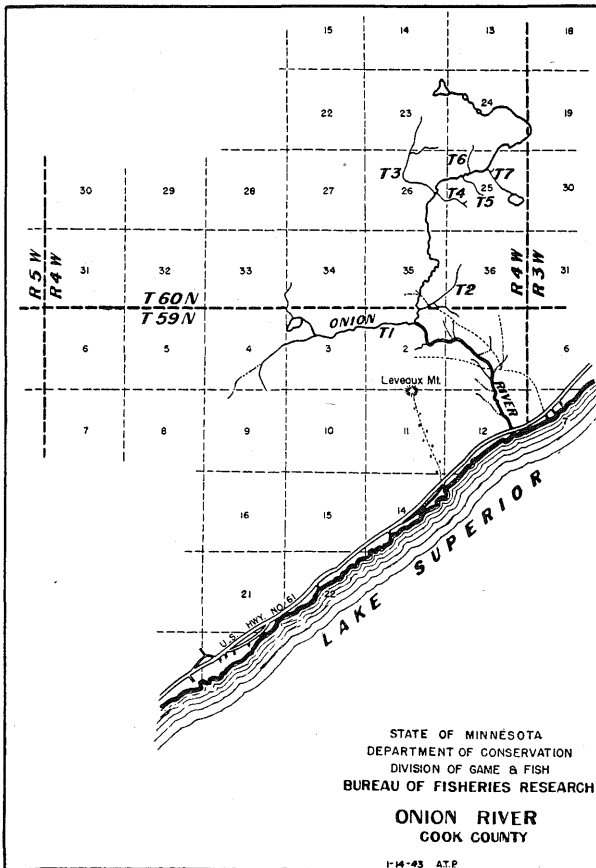 15 14 13 18
22 23 24 19
T6 T7
T3
30 29 28 27 26 T4 25 30
T5
R5W R4W R4W R3W
31 32 33 34 35 36 31
T2
T 60 N
T 59 N
ONION
T1
6 5 4 3 2 6
Leveaux Mt.
RIVER
7 8 9 10 11 12
16 15 14
21 22
U.S. HWY NO. 61
LAKE SUPERIOR
STATE OF MINNESOTA
DEPARTMENT OF CONSERVATION
DIVISION OF GAME & FISH
BUREAU OF FISHERIES RESEARCH
ONION RIVER
COOK COUNTY
1-14-43 A.T.P.